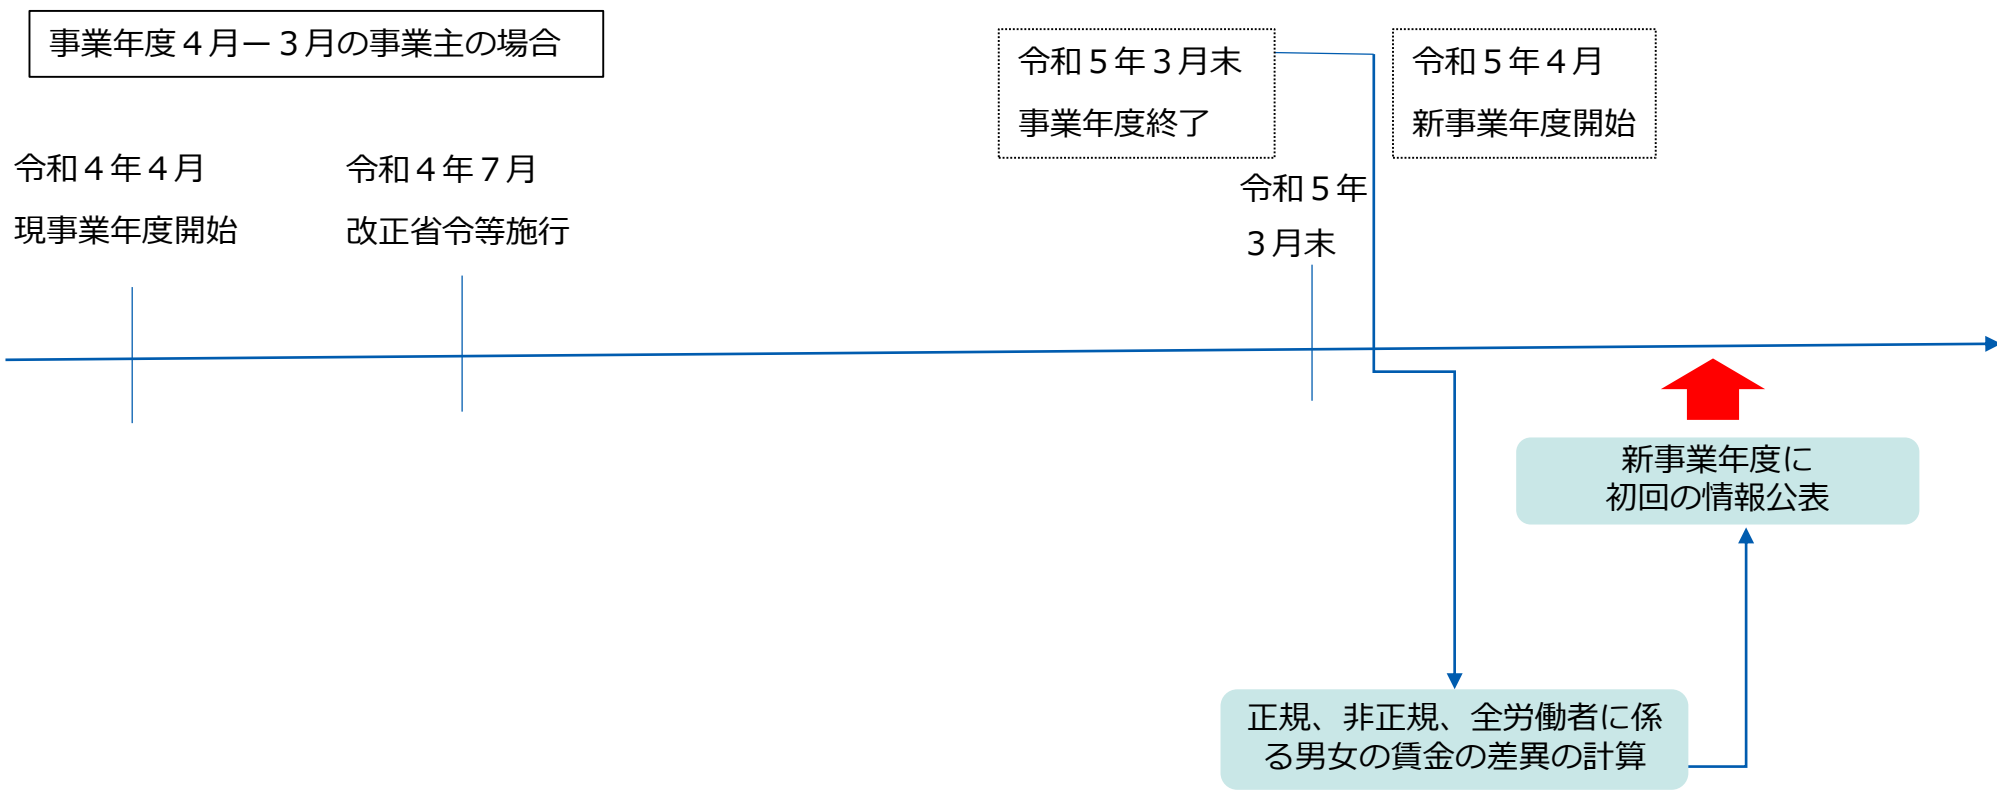 事業年度４月ー３月の事業主の場合
令和５年３月末
事業年度終了
令和５年４月
新事業年度開始
令和４年４月
現事業年度開始
令和４年７月
改正省令等施行
令和５年
３月末
新事業年度に
初回の情報公表
正規、非正規、全労働者に係
る男女の賃金の差異の計算